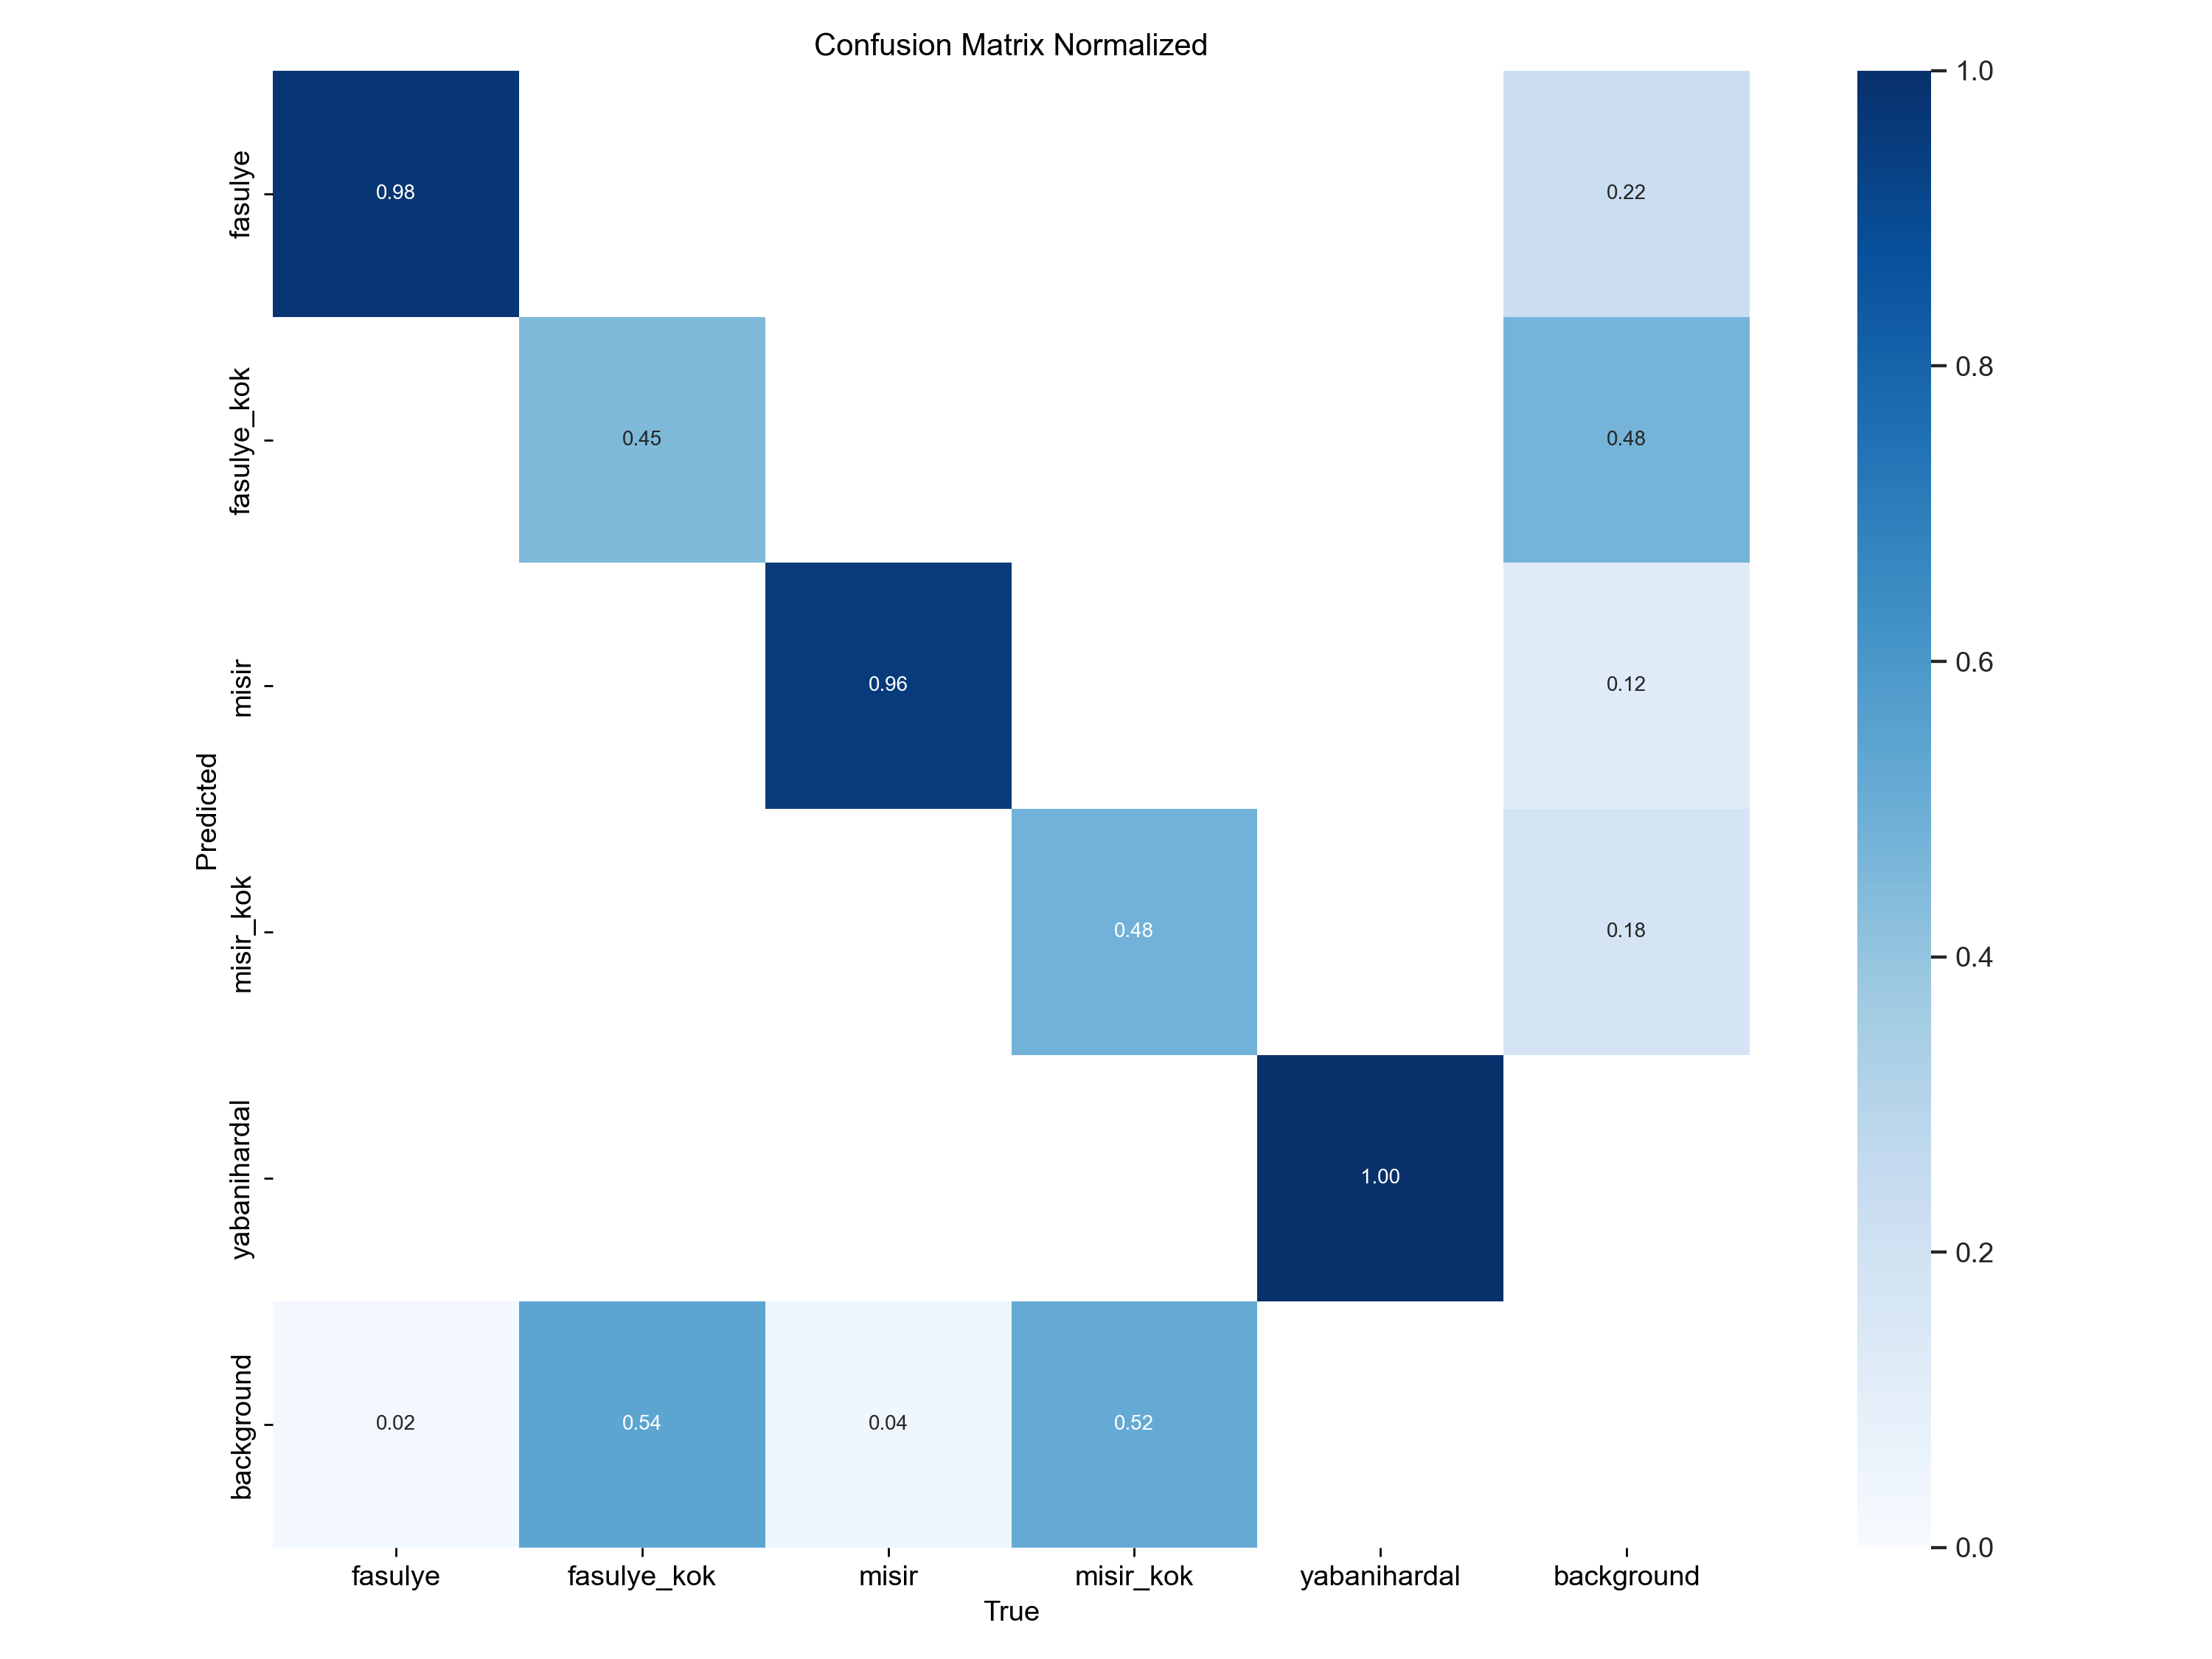 Confusion Matrix Normalized
fasulye
0.98
0.22
fasulye_kok
0.45
0.48
misir
0.96
0.12
misir_kok
0.48
0.18
yabanihardal
1.00
background
0.02
0.54
0.04
0.52
Predicted
fasulye
fasulye_kok
misir
misir_kok
yabanihardal
background
True
1.0
0.8
0.6
0.4
0.2
0.0